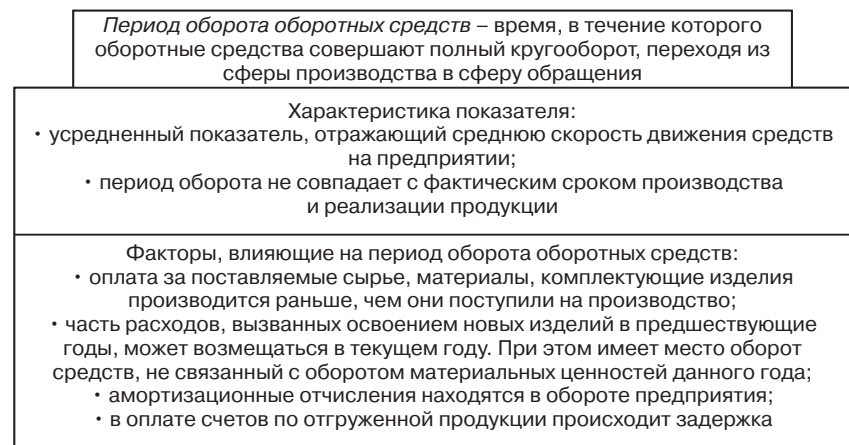 Период оборота оборотных средств – время, в течение которого
оборотные средства совершают полный кругооборот, переходя из
сферы производства в сферу обращения
Характеристика показателя:
• усредненный показатель, отражающий среднюю скорость движения средств
на предприятии;
• период оборота не совпадает с фактическим сроком производства
и реализации продукции
Факторы, влияющие на период оборота оборотных средств:
• оплата за поставляемые сырье, материалы, комплектующие изделия
производится раньше, чем они поступили на производство;
• часть расходов, вызванных освоением новых изделий в предшествующие
годы, может возмещаться в текущем году. При этом имеет место оборот
средств, не связанный с оборотом материальных ценностей данного года;
• амортизационные отчисления находятся в обороте предприятия;
• в оплате счетов по отгруженной продукции происходит задержка